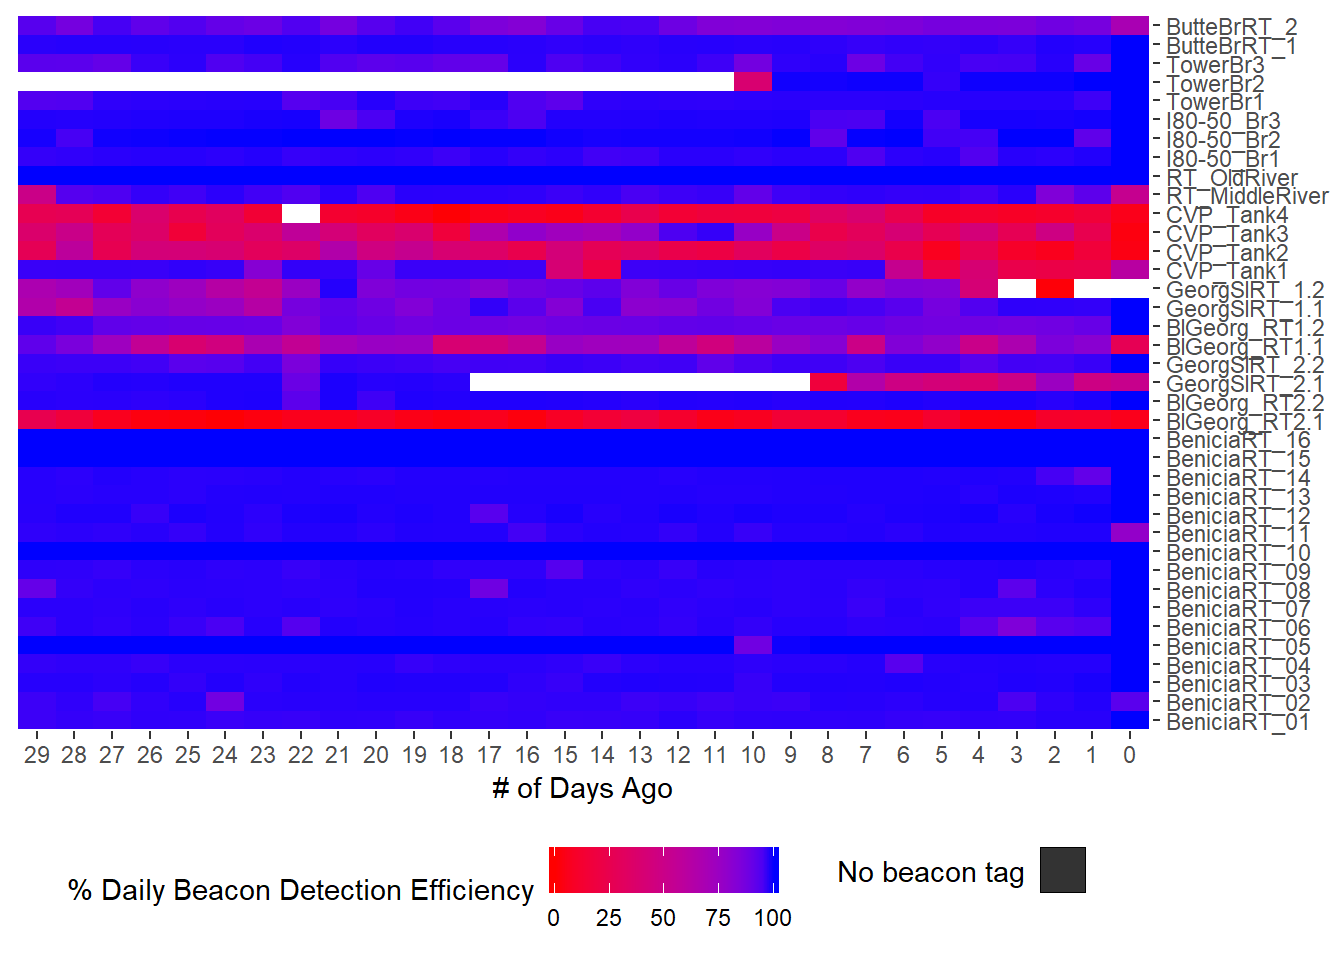 ButteBrRT_2
ButteBrRT_1
TowerBr3
TowerBr2
TowerBr1
I80-50_Br3
I80-50_Br2
I80-50_Br1
RT_OldRiver
RT_MiddleRiver
CVP_Tank4
CVP_Tank3
CVP_Tank2
CVP_Tank1
GeorgSlRT_1.2
GeorgSlRT_1.1
BlGeorg_RT1.2
BlGeorg_RT1.1
GeorgSlRT_2.2
GeorgSlRT_2.1
BlGeorg_RT2.2
BlGeorg_RT2.1
BeniciaRT_16
BeniciaRT_15
BeniciaRT_14
BeniciaRT_13
BeniciaRT_12
BeniciaRT_11
BeniciaRT_10
BeniciaRT_09
BeniciaRT_08
BeniciaRT_07
BeniciaRT_06
BeniciaRT_05
BeniciaRT_04
BeniciaRT_03
BeniciaRT_02
BeniciaRT_01
29 28 27 26 25 24 23 22 21 20 19 18 17 16 15 14 13 12 11 10 9 8 7 6 5 4 3 2 1 0
# of Days Ago
% Daily Beacon Detection Efficiency
0 25 50 75 100
No beacon tag